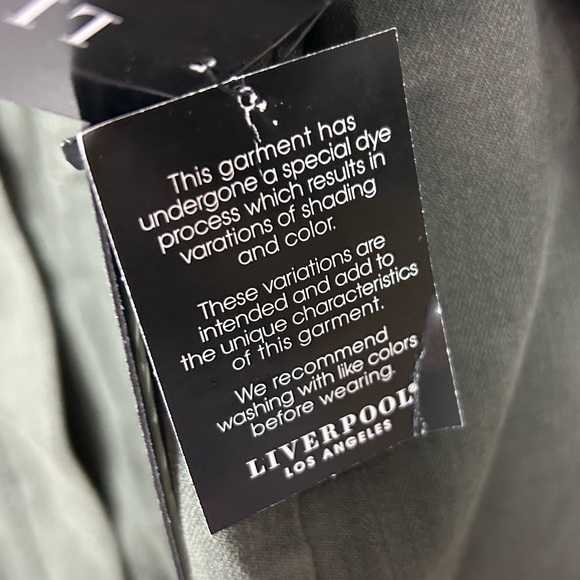 IT
This garment has
undergone a special dye
process which results in
varations of shading
and color.
These variations are
intended and add to
the unique characteristics
of this garment.
We recommend
washing with like colors
before wearing.
LIVERPOOL®
LOS ANGELES